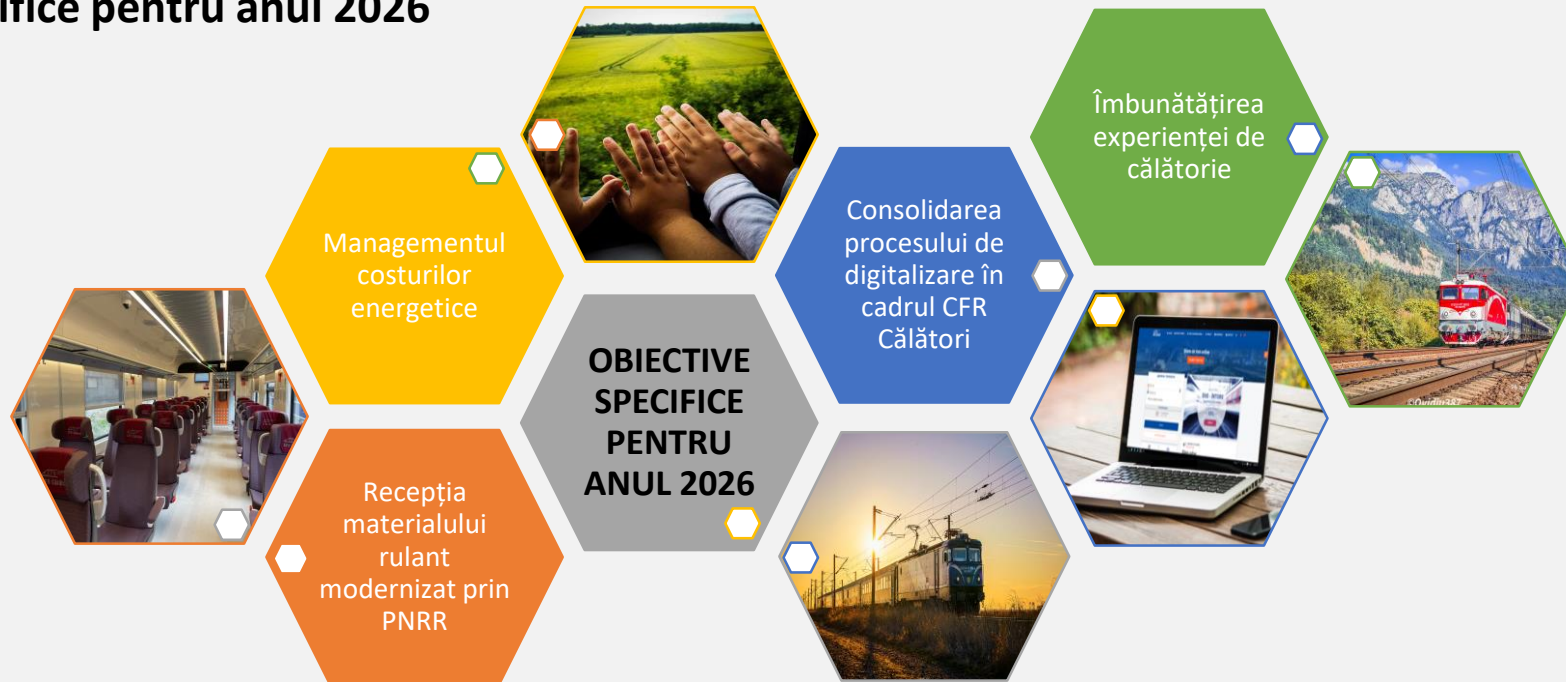 ifice pentru anul 2026
Îmbunătățirea
experienței de
călătorie
Managementul
costurilor
energetice
Consolidarea
procesului de
digitalizare în
cadrul CFR
Călători
OBIECTIVE
SPECIFICE
PENTRU
ANUL 2026
Recepția
materialului
rulant
modernizat prin
PNRR
©Ovidiu387